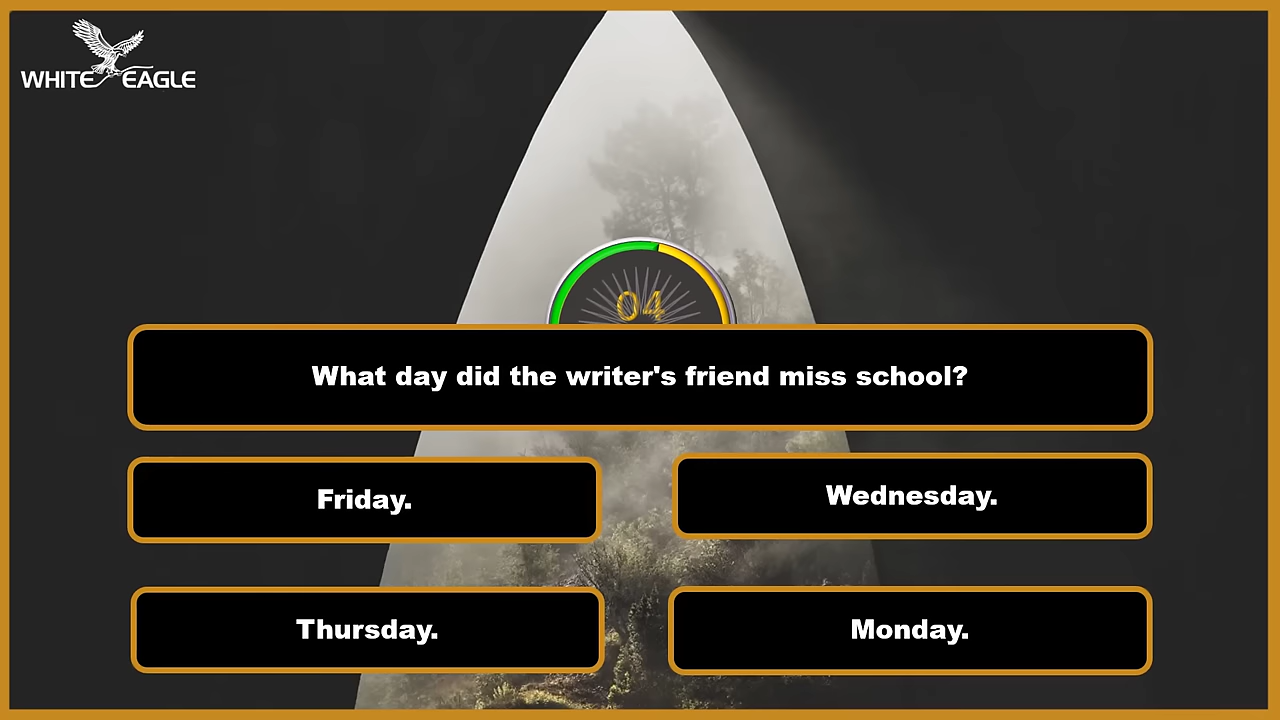 WHITE EAGLE
04
What day did the writer's friend miss school?
Friday.
Wednesday.
Thursday.
Monday.